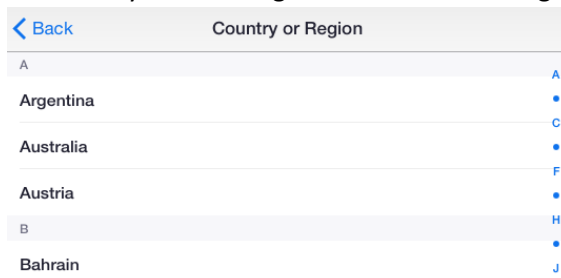 Back
Country or Region
A
Argentina
Australia
Austria
B
Bahrain
A
C
F
H
J